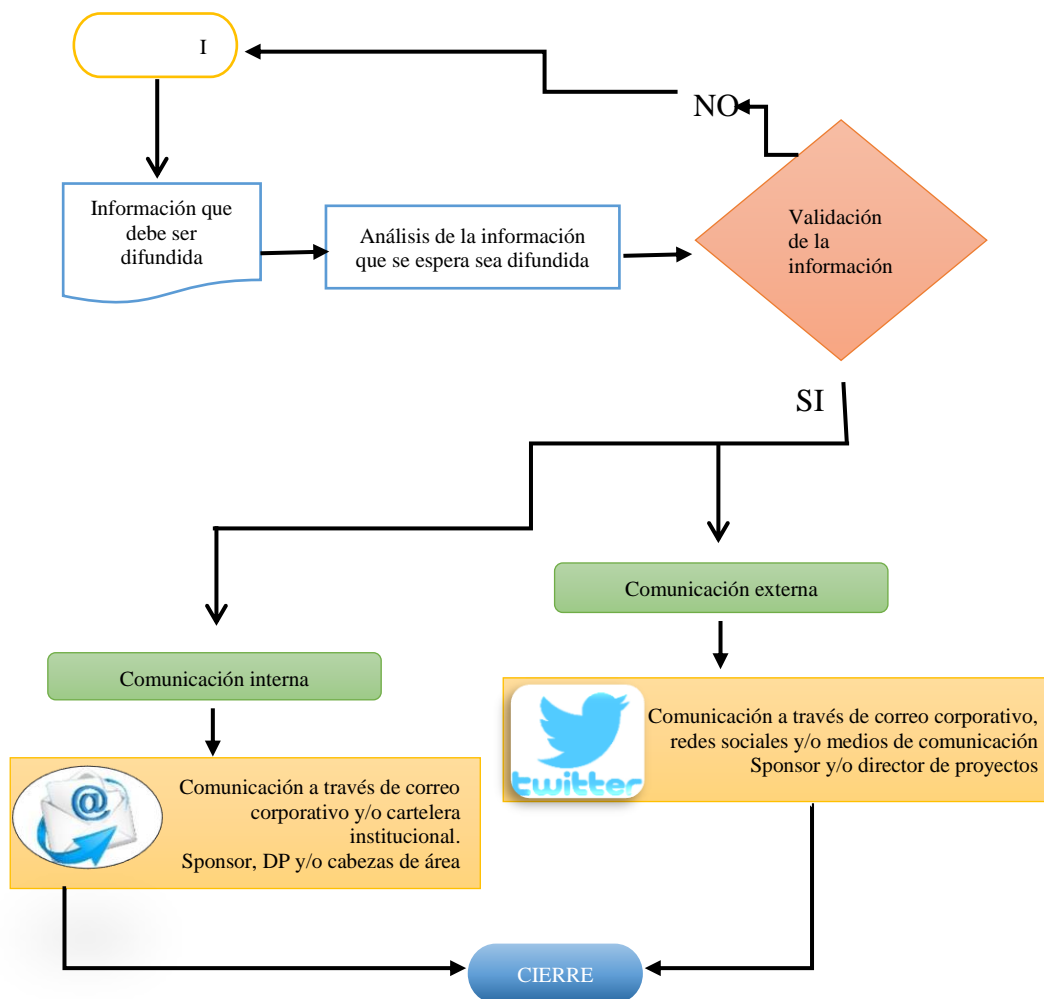 I
NO
Información que
debe ser
difundida
Análisis de la información
que se espera sea difundida
Validación
de la
información
SI
Comunicación externa
Comunicación interna
Comunicación a través de correo corporativo,
redes sociales y/o medios de comunicación
Sponsor y/o director de proyectos
twitter
@
Comunicación a través de correo
corporativo y/o cartelera
institucional.
Sponsor, DP y/o cabezas de área
CIERRE